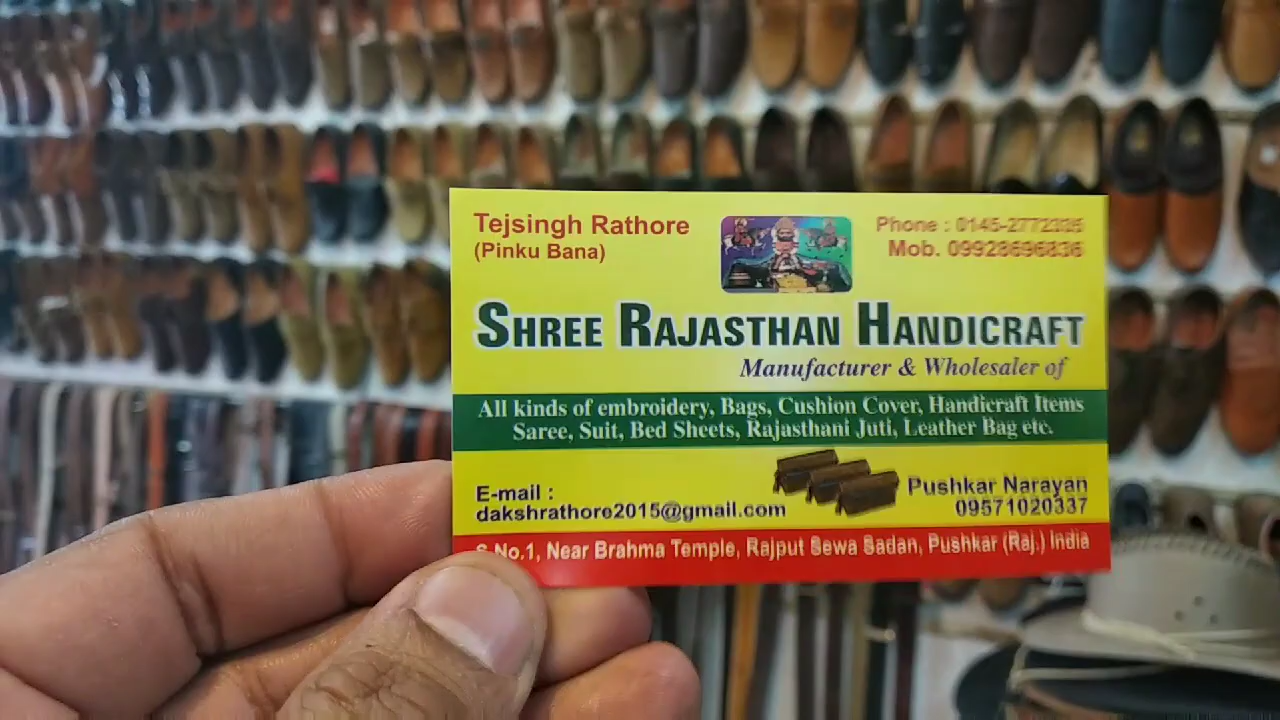 Tejsingh Rathore
(Pinku Bana)
Phone : 0145-2772335
Mob. 09928696836
SHREE RAJASTHAN HANDICRAFT
Manufacturer & Wholesaler of
All kinds of embroidery, Bags, Cushion Cover, Handicraft Items
Saree, Suit, Bed Sheets, Rajasthani Juti, Leather Bag etc.
E-mail :
dakshrathore2015@gmail.com
Pushkar Narayan
09571020337
S.No.1, Near Brahma Temple, Rajput Sewa Sadan, Pushkar (Raj.) India